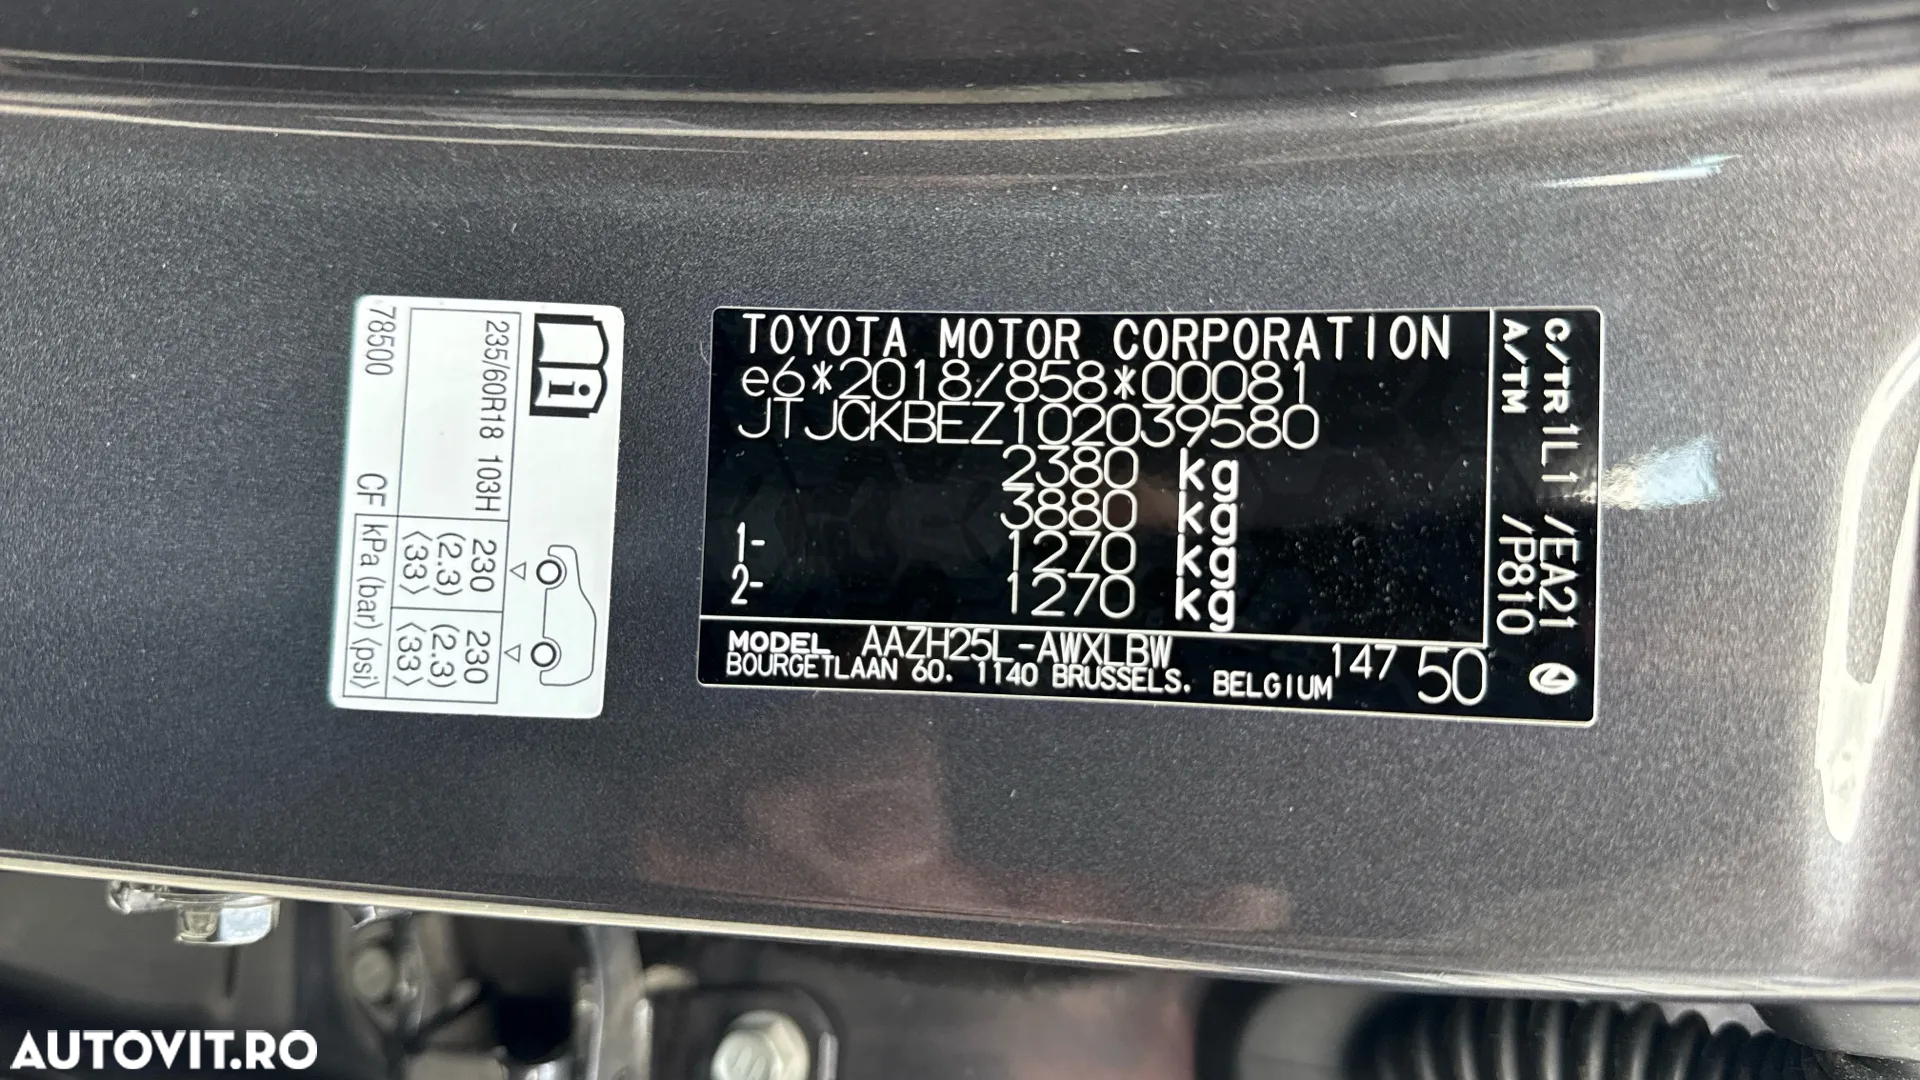 235/60R18 103H
230
(2.3)
<33>
230
(2.3)
<33>
78500
CF
kPa (bar) <psi>
TOYOTA MOTOR CORPORATION
e6*2018/858*00081
JTJCKBEZ102039580
2380 kg
3880 kg
1- 1270 kg
2- 1270 kg
MODEL AAZH25L-AWXLBW
BOURGETLAAN 60. 1140 BRUSSELS. BELGIUM
147 50
C/TR 1L1 /EA21
A/TM /P810
AUTOVIT.RO